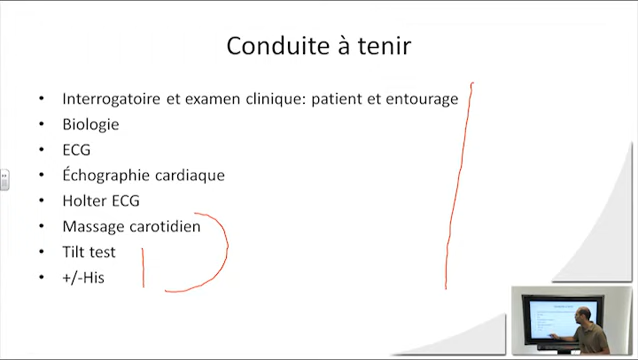 Conduite à tenir
• Interrogatoire et examen clinique: patient et entourage
• Biologie
• ECG
• Échographie cardiaque
• Holter ECG
• Massage carotidien
• Tilt test
• +/-His